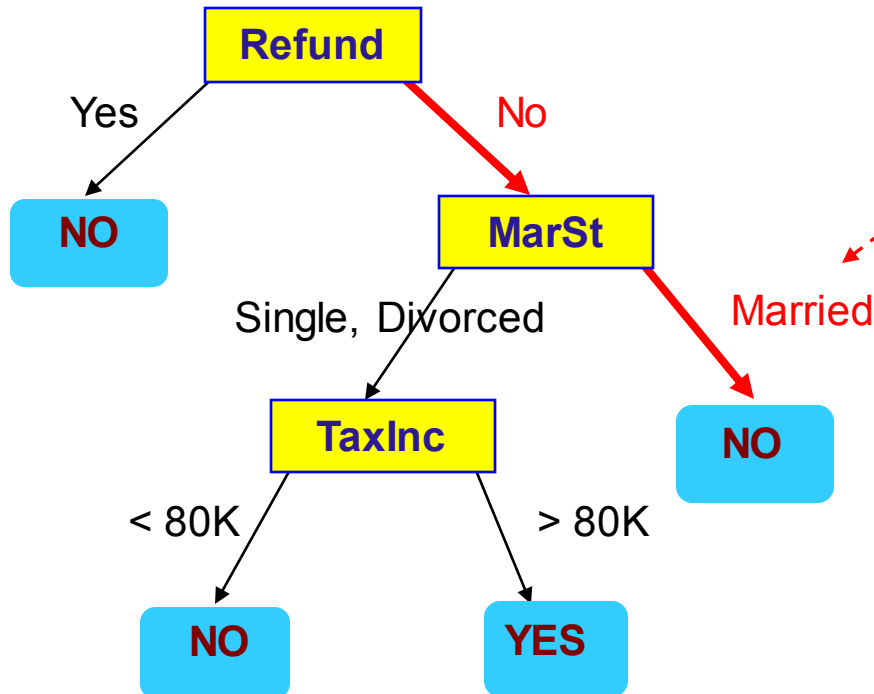 Refund
Yes
No
NO
MarSt
Single, Divorced
Married
TaxInc
NO
< 80K
> 80K
NO
YES